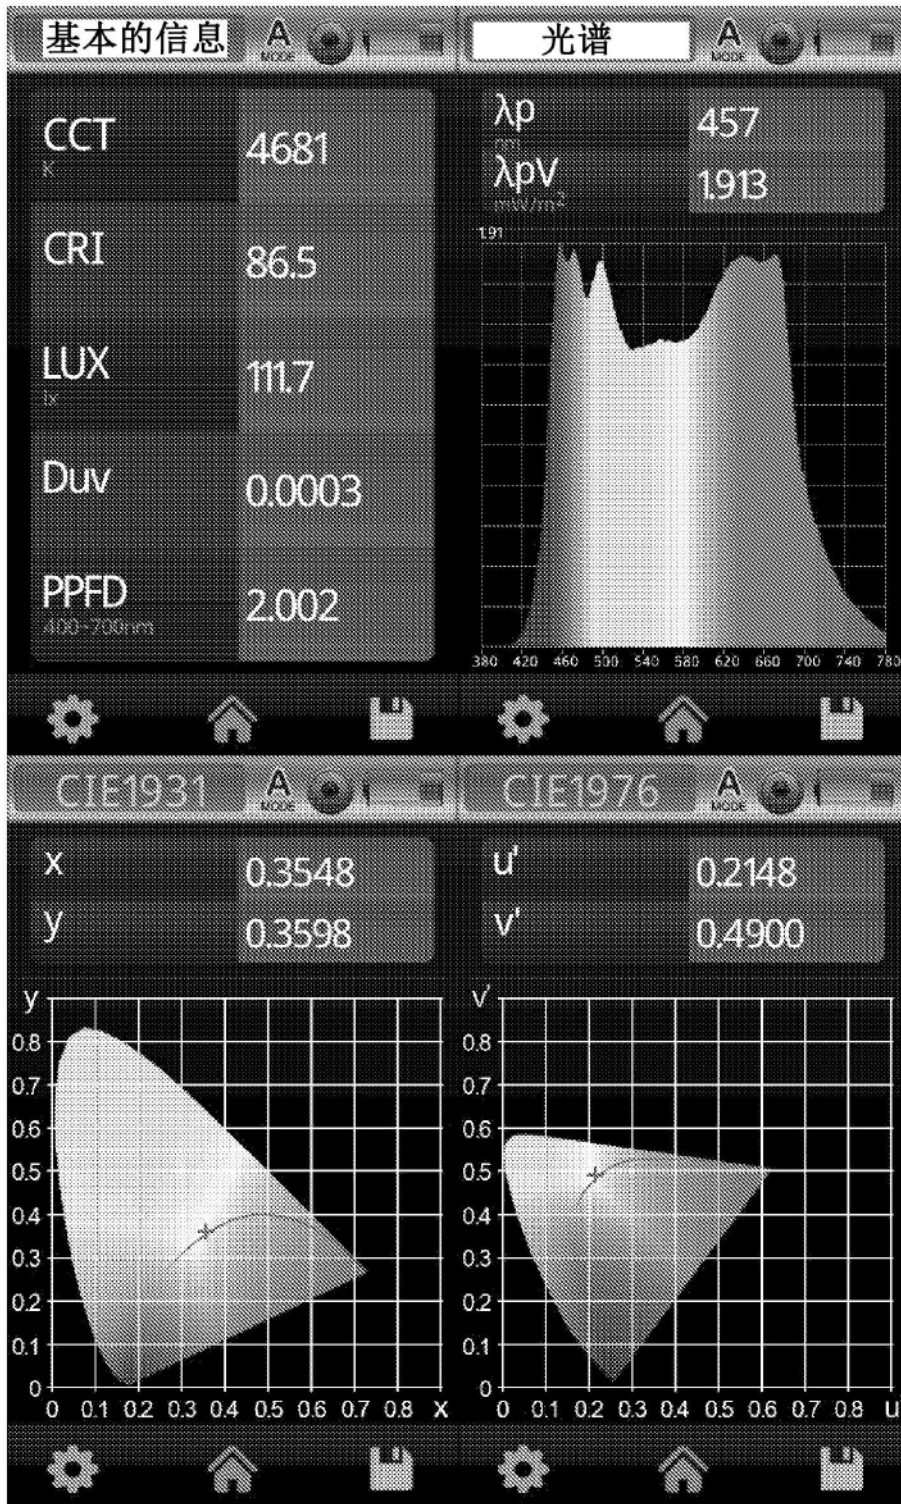 基本的信息
A
MODE
CCT
K
4681
CRI
86.5
LUX
lx
111.7
Duv
0.0003
PPFD
400~700nm
2.002
光谱
A
MODE
λp
nm
457
λpV
mW/m²
1.913
1.91
380 420 460 500 540 580 620 660 700 740 780
CIE1931
A
MODE
x
0.3548
y
0.3598
y
0.8
0.7
0.6
0.5
0.4
0.3
0.2
0.1
0
0 0.1 0.2 0.3 0.4 0.5 0.6 0.7 0.8 x
CIE1976
A
MODE
u'
0.2148
v'
0.4900
v'
0.8
0.7
0.6
0.5
0.4
0.3
0.2
0.1
0
0 0.1 0.2 0.3 0.4 0.5 0.6 0.7 0.8 u